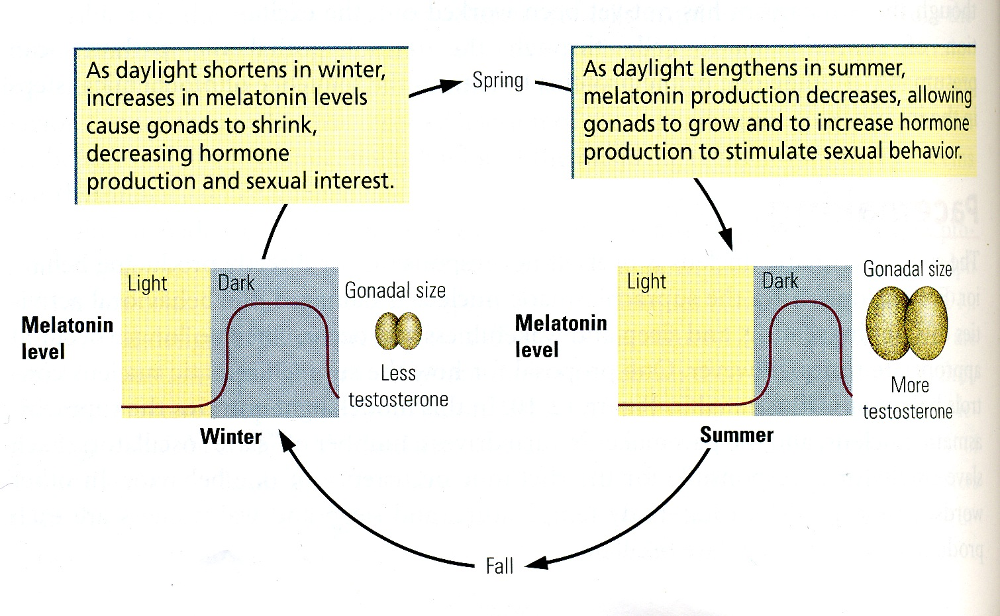 As daylight shortens in winter,
increases in melatonin levels
cause gonads to shrink,
decreasing hormone
production and sexual interest.
Spring
As daylight lengthens in summer,
melatonin production decreases, allowing
gonads to grow and to increase hormone
production to stimulate sexual behavior.
Light
Dark
Melatonin
level
Gonadal size
Less
testosterone
Winter
Light
Dark
Melatonin
level
Gonadal size
More
testosterone
Summer
Fall